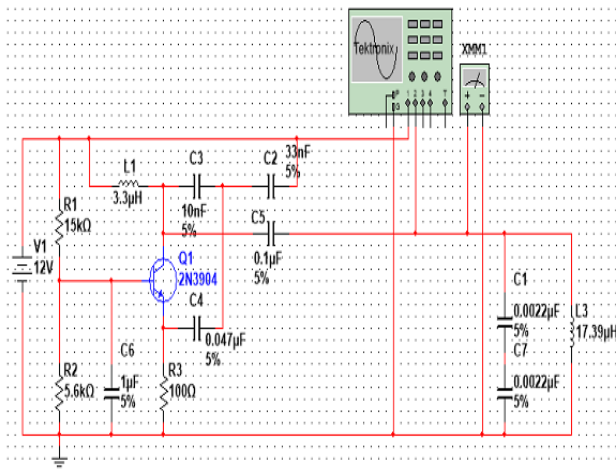 Tektronix
P
G
1 2 3 4 T
XMM1
+ -
L1
3.3µH
C3
10nF
5%
C2
33nF
5%
R1
15kΩ
C5
0.1µF
5%
V1
12V
Q1
2N3904
C4
0.047µF
5%
C1
0.0022µF
5%
L3
17.39µH
C7
0.0022µF
5%
C6
1µF
5%
R2
5.6kΩ
R3
100Ω